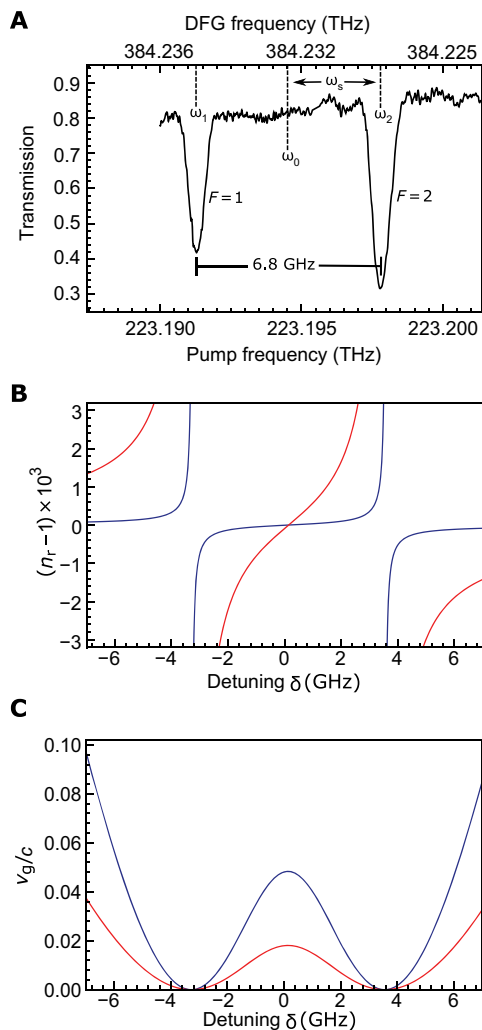 A
DFG frequency (THz)
384.236 384.232 384.225
0.9
0.8
0.7
0.6
0.5
0.4
0.3
Transmission
ω1
ωs
ω2
ω0
F = 1
F = 2
6.8 GHz
223.190 223.195 223.200
Pump frequency (THz)
B
3
2
1
0
−1
−2
−3
(nr −1) × 10³
−6 −4 −2 0 2 4 6
Detuning δ (GHz)
C
0.10
0.08
0.06
0.04
0.02
0.00
vg/c
−6 −4 −2 0 2 4 6
Detuning δ (GHz)